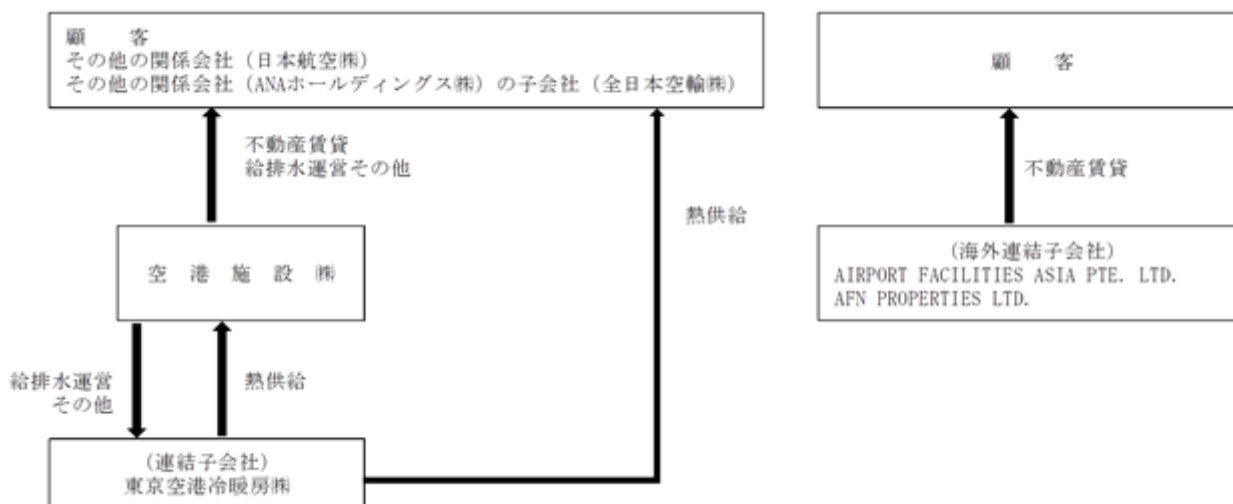 顧　　客
その他の関係会社（日本航空㈱）
その他の関係会社（ANAホールディングス㈱）の子会社（全日本空輸㈱）
顧　　客
不動産賃貸
給排水運営その他
不動産賃貸
熱供給
空　港　施　設　㈱
（海外連結子会社）
AIRPORT FACILITIES ASIA PTE. LTD.
AFN PROPERTIES LTD.
給排水運営
その他
熱供給
（連結子会社）
東京空港冷暖房㈱